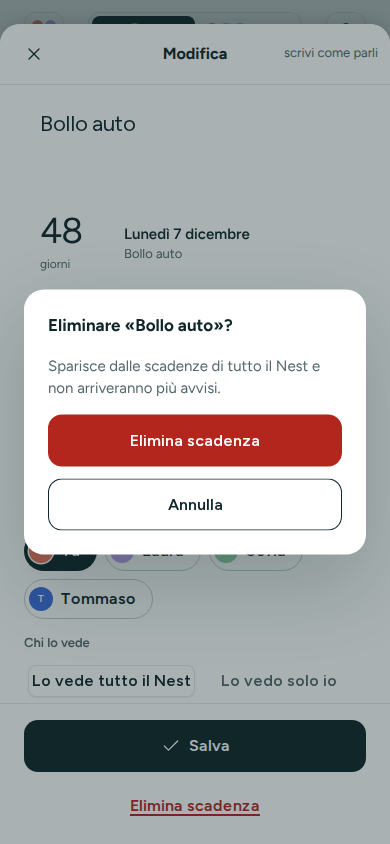 Modifica
scrivi come parli
Bollo auto
48
giorni
Lunedì 7 dicembre
Bollo auto
Eliminare «Bollo auto»?
Sparisce dalle scadenze di tutto il Nest e
non arriveranno più avvisi.
Elimina scadenza
Annulla
T
Tommaso
Chi lo vede
Lo vede tutto il Nest
Lo vedo solo io
Salva
Elimina scadenza